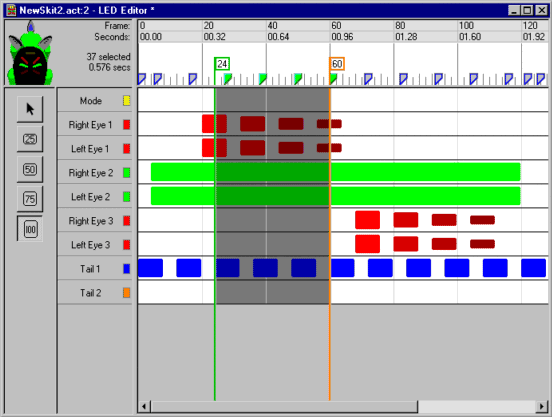 NewSkit2.act:2 - LED Editor *
Frame: 0 20 40 60 80 100 120
Seconds: 00.00 00.32 00.64 00.96 01.28 01.60 01.92
37 selected
0.576 secs
24 60
Mode
25 Right Eye 1
Left Eye 1
50 Right Eye 2
75 Left Eye 2
100 Right Eye 3
Left Eye 3
Tail 1
Tail 2